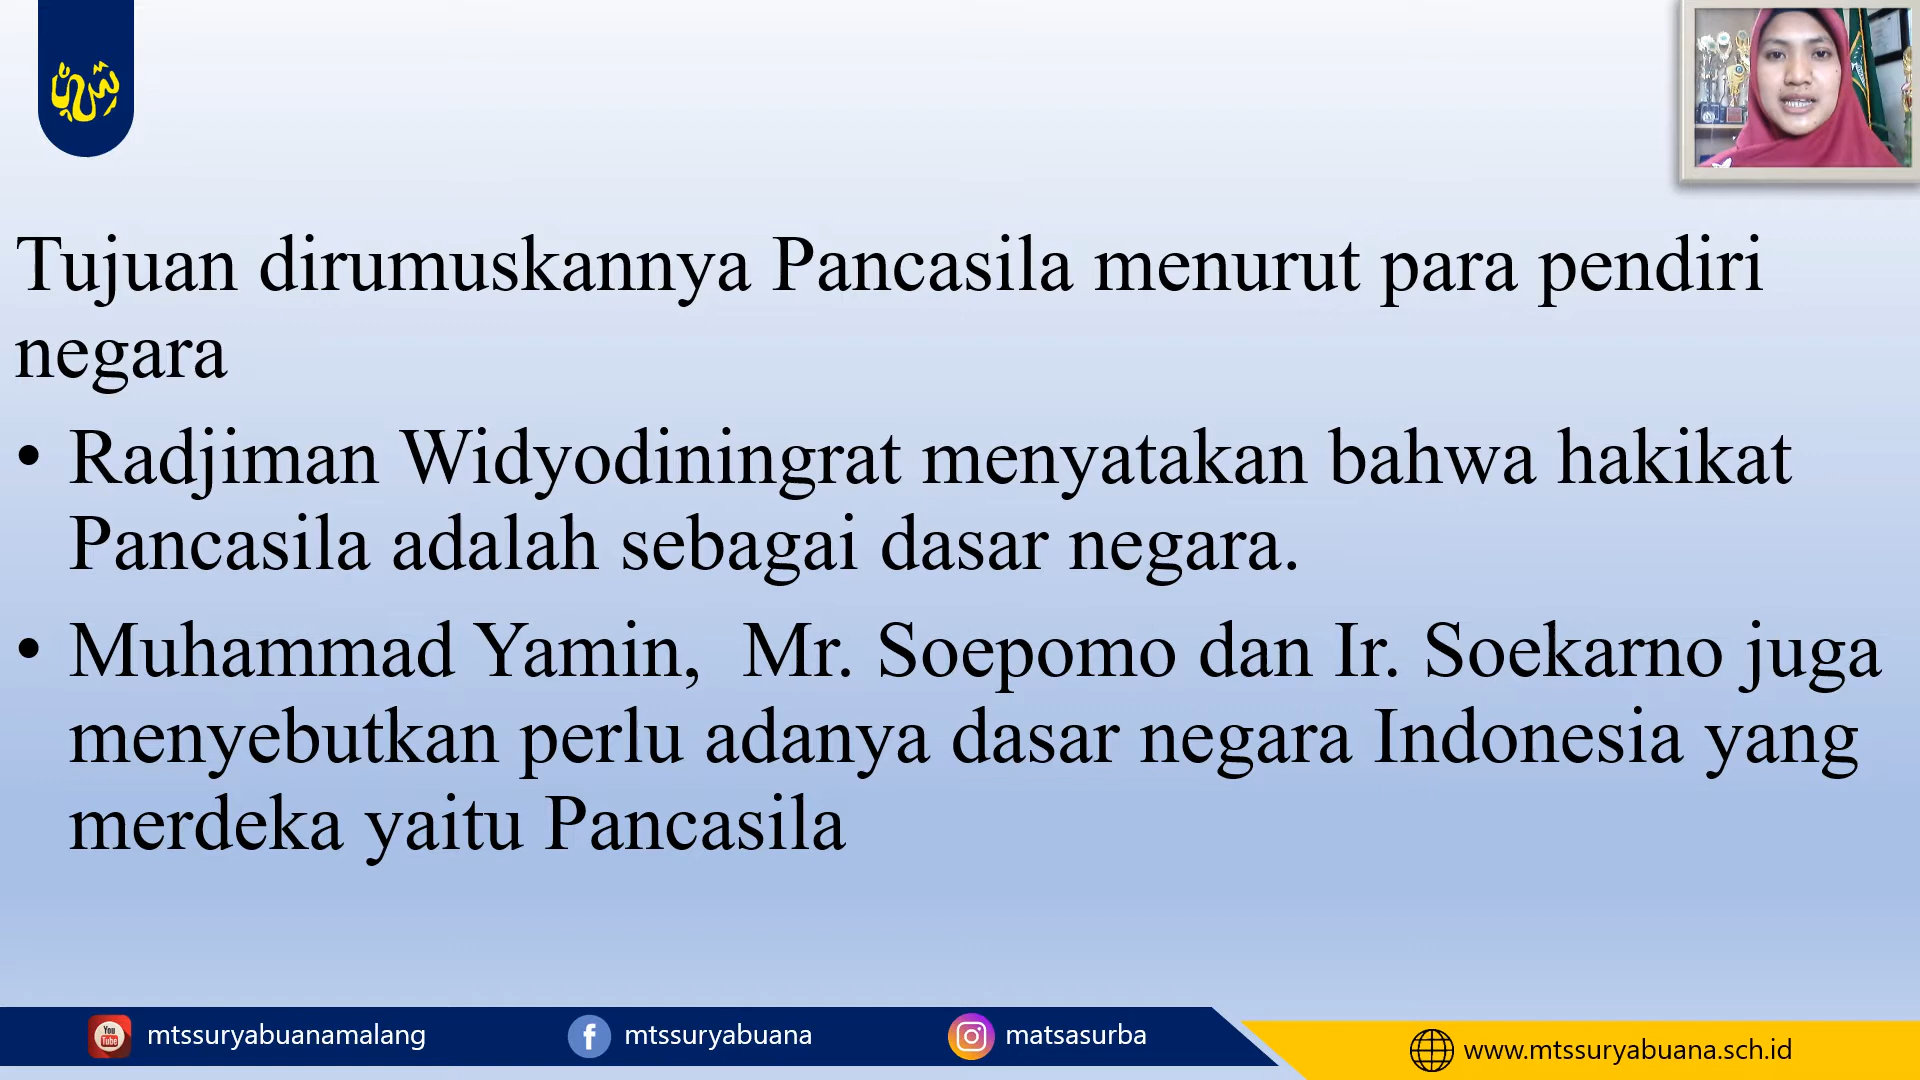 Tujuan dirumuskannya Pancasila menurut para pendiri
negara
• Radjiman Widyodiningrat menyatakan bahwa hakikat
Pancasila adalah sebagai dasar negara.
• Muhammad Yamin,  Mr. Soepomo dan Ir. Soekarno juga
menyebutkan perlu adanya dasar negara Indonesia yang
merdeka yaitu Pancasila
You Tube mtssuryabuanamalang
mtssuryabuana
matsasurba
www.mtssuryabuana.sch.id